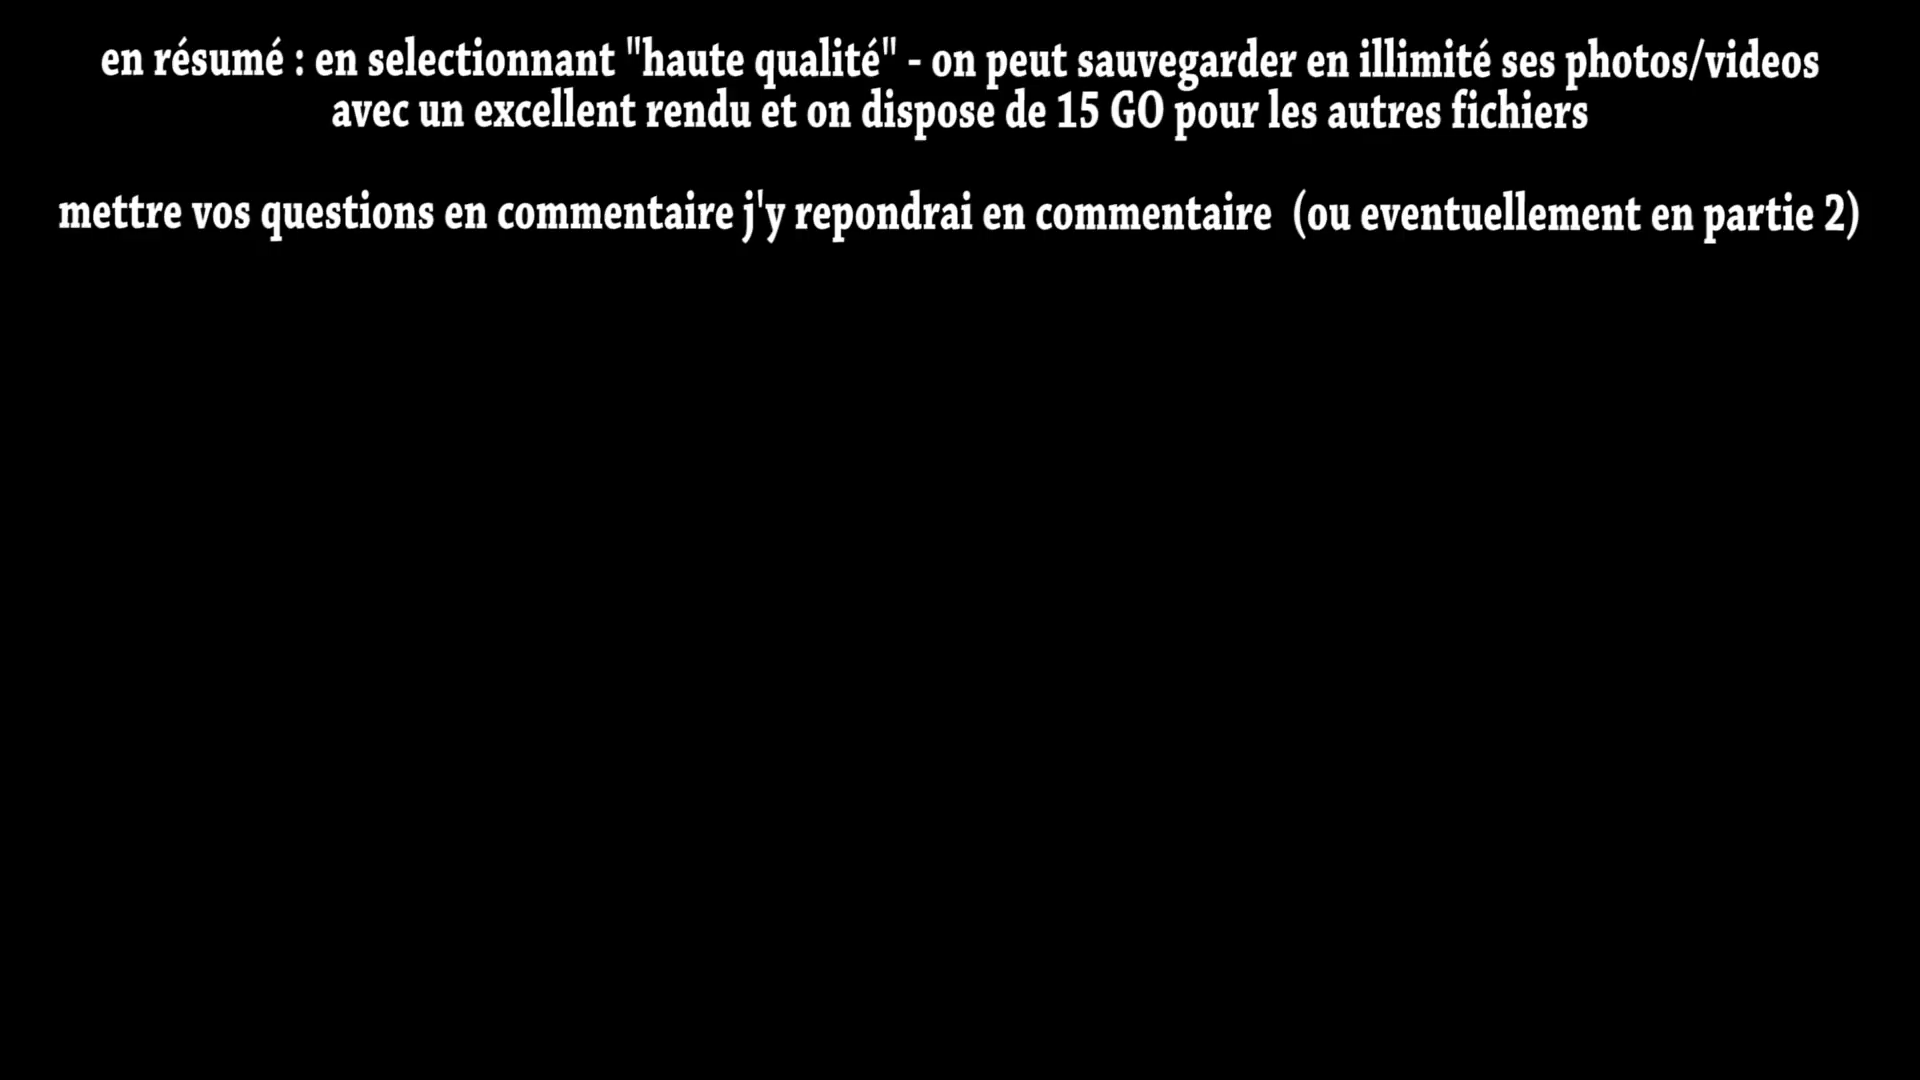 en résumé : en selectionnant "haute qualité" - on peut sauvegarder en illimité ses photos/videos
avec un excellent rendu et on dispose de 15 GO pour les autres fichiers
mettre vos questions en commentaire j'y repondrai en commentaire  (ou eventuellement en partie 2)